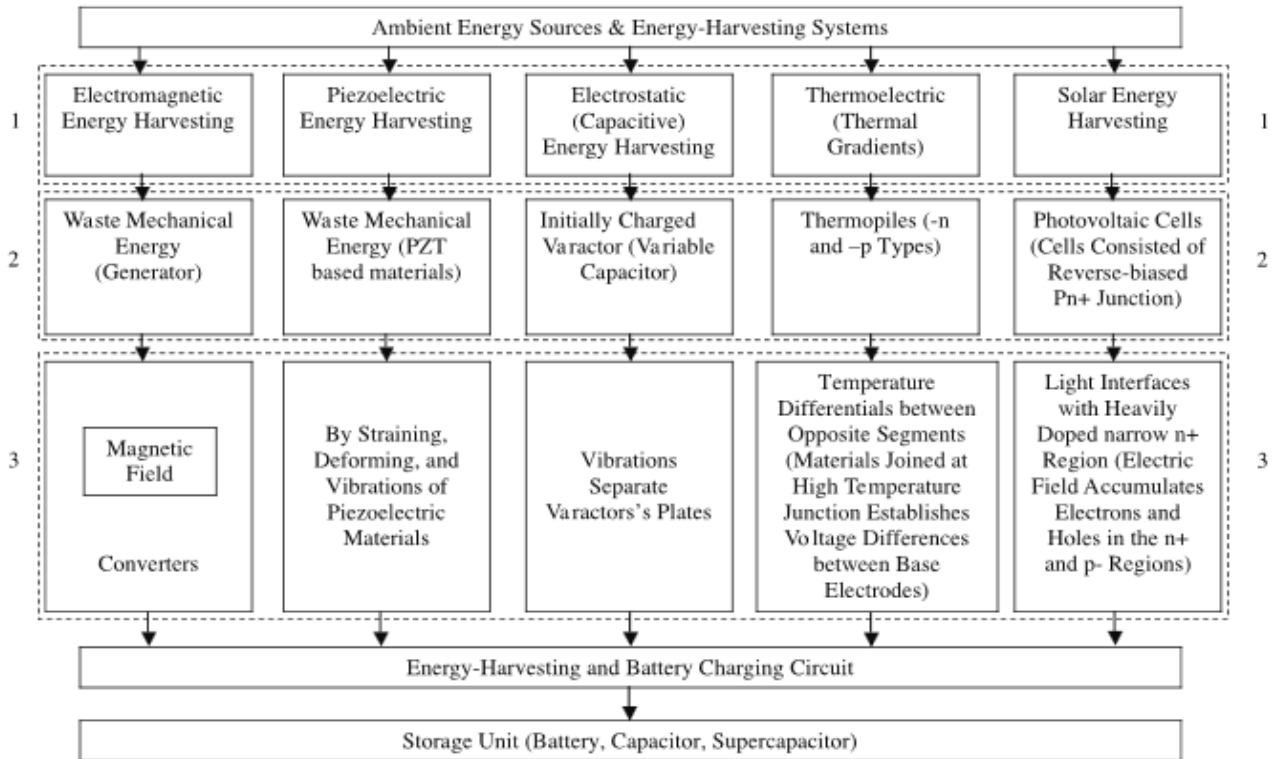 Ambient Energy Sources & Energy-Harvesting Systems
1
Electromagnetic
Energy Harvesting
Piezoelectric
Energy Harvesting
Electrostatic
(Capacitive)
Energy Harvesting
Thermoelectric
(Thermal
Gradients)
Solar Energy
Harvesting
1
2
Waste Mechanical
Energy
(Generator)
Waste Mechanical
Energy (PZT
based materials)
Initially Charged
Varactor (Variable
Capacitor)
Thermopiles (-n
and –p Types)
Photovoltaic Cells
(Cells Consisted of
Reverse-biased
Pn+ Junction)
2
3
Magnetic
Field
Converters
By Straining,
Deforming, and
Vibrations of
Piezoelectric
Materials
Vibrations
Separate
Varactors's Plates
Temperature
Differentials between
Opposite Segments
(Materials Joined at
High Temperature
Junction Establishes
Voltage Differences
between Base
Electrodes)
Light Interfaces
with Heavily
Doped narrow n+
Region (Electric
Field Accumulates
Electrons and
Holes in the n+
and p- Regions)
3
Energy-Harvesting and Battery Charging Circuit
Storage Unit (Battery, Capacitor, Supercapacitor)